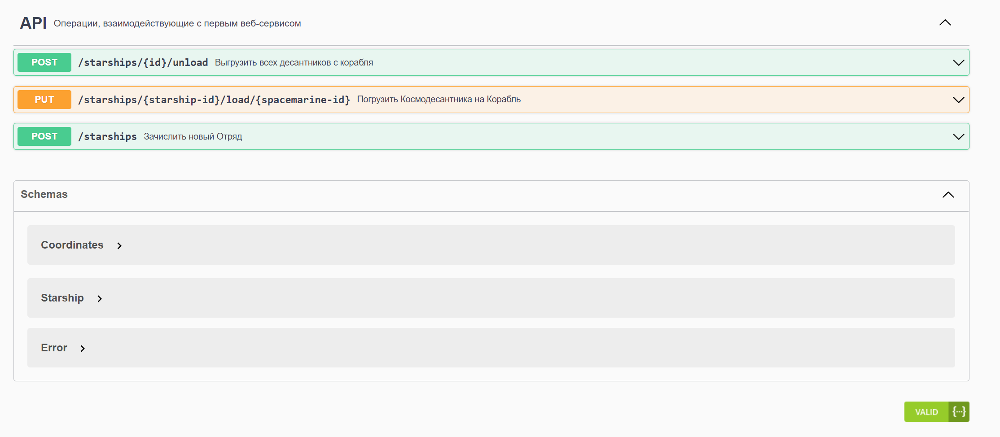 API Операции, взаимодействующие с первым веб-сервисом
POST /starships/{id}/unload Выгрузить всех десантников с корабля
PUT /starships/{starship-id}/load/{spacemarine-id} Погрузить Космодесантника на Корабль
POST /starships Зачислить новый Отряд
Schemas
Coordinates
Starship
Error
VALID {...}